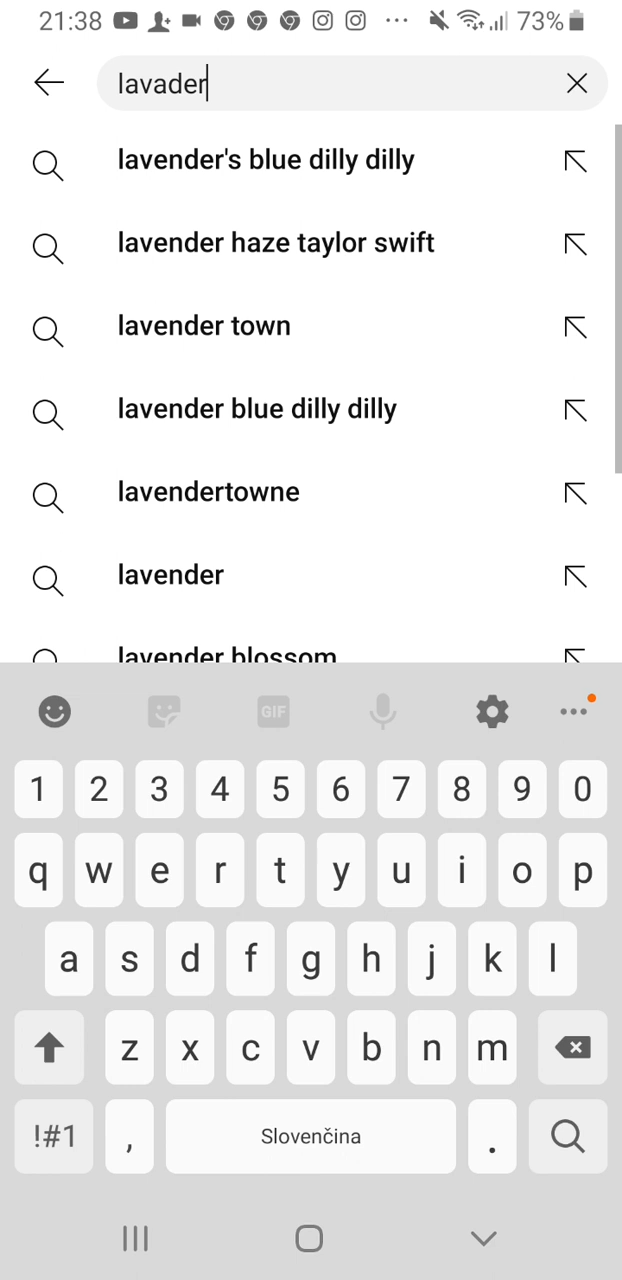 21:38 73%
lavader
lavender's blue dilly dilly
lavender haze taylor swift
lavender town
lavender blue dilly dilly
lavendertowne
lavender
lavender blossom
GIF
1 2 3 4 5 6 7 8 9 0
q w e r t y u i o p
a s d f g h j k l
z x c v b n m
!#1 , Slovenčina .